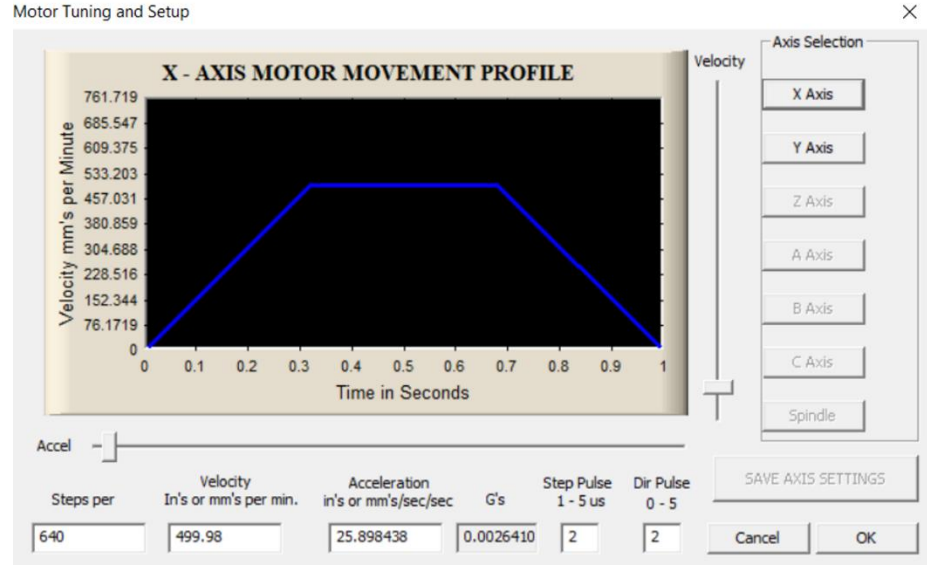 Motor Tuning and Setup
X - AXIS MOTOR MOVEMENT PROFILE
Velocity mm's per Minute
761.719
685.547
609.375
533.203
457.031
380.859
304.688
228.516
152.344
76.1719
0
0 0.1 0.2 0.3 0.4 0.5 0.6 0.7 0.8 0.9 1
Time in Seconds
Velocity
Axis Selection
X Axis
Y Axis
Z Axis
A Axis
B Axis
C Axis
Spindle
Accel
Steps per
640
Velocity
In's or mm's per min.
499.98
Acceleration
in's or mm's/sec/sec
25.898438
G's
0.0026410
Step Pulse
1 - 5 us
2
Dir Pulse
0 - 5
2
SAVE AXIS SETTINGS
Cancel
OK